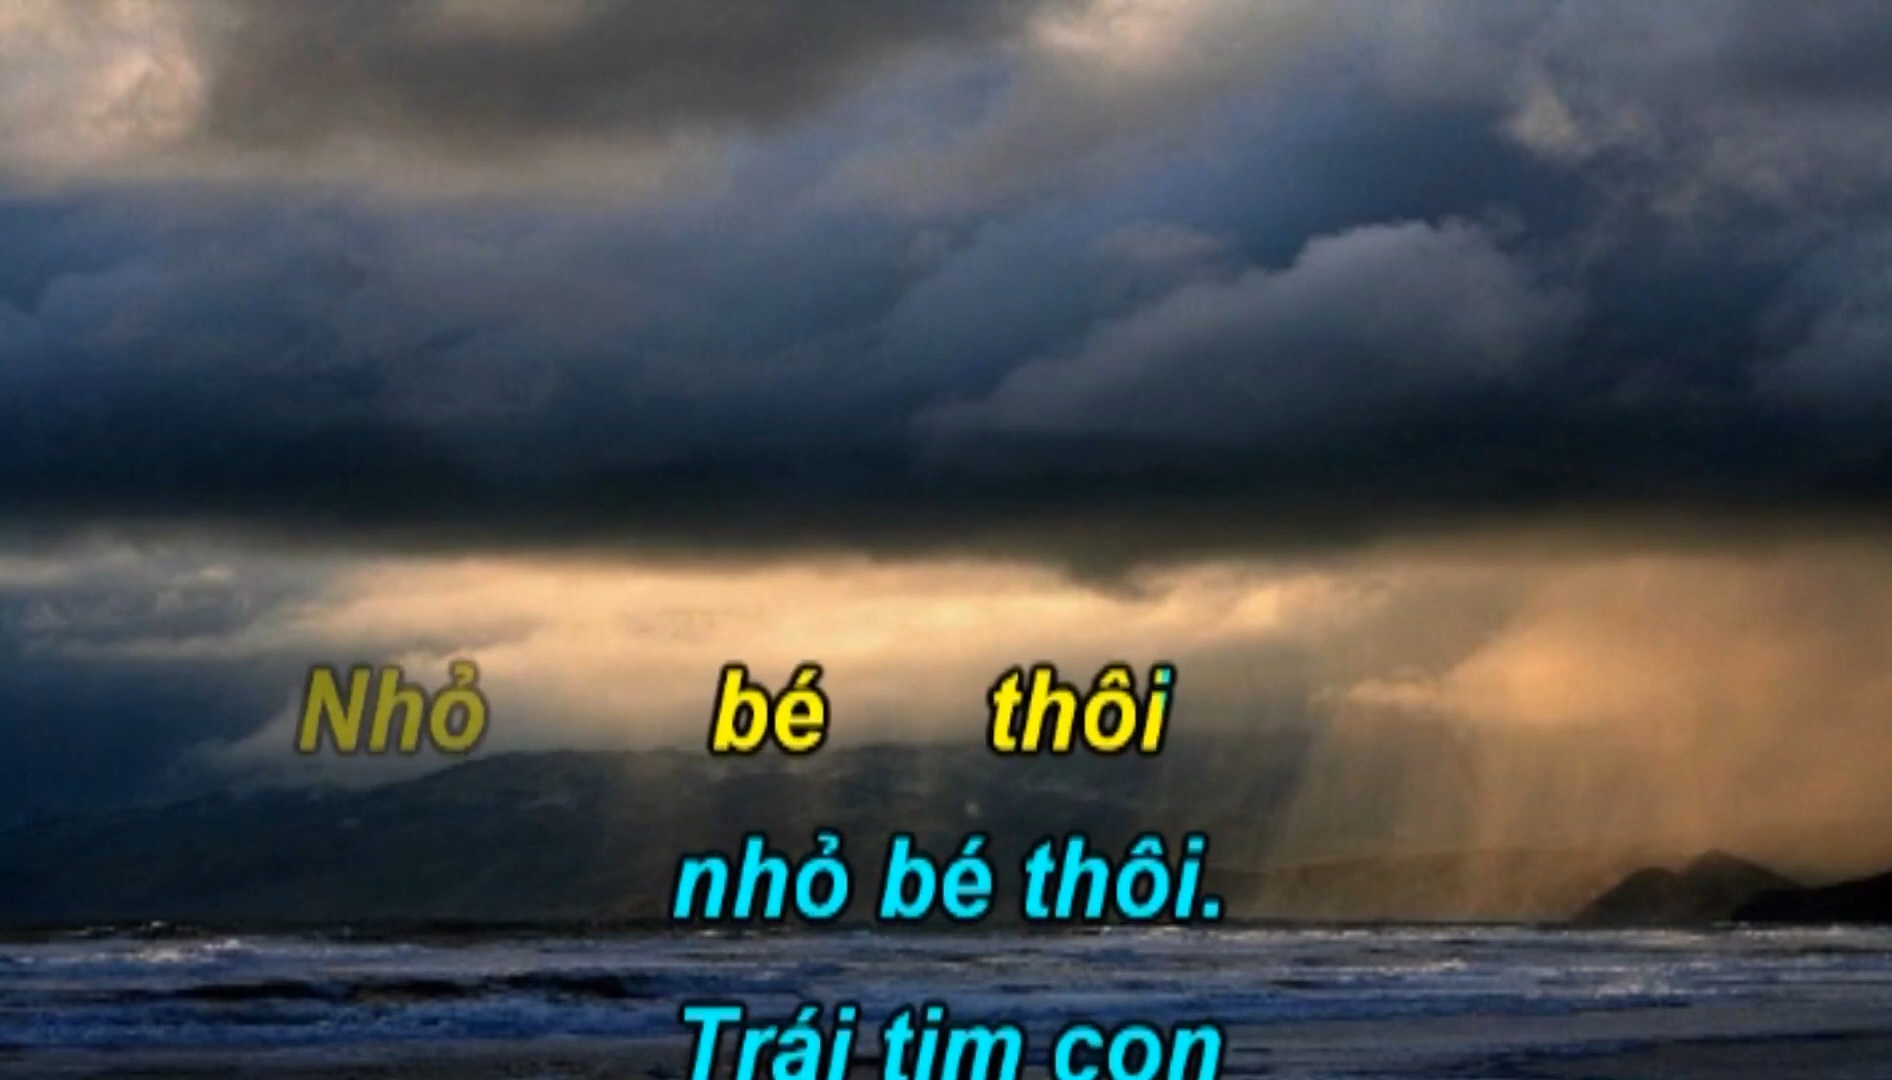 Nhỏ bé thôi
nhỏ bé thôi.
Trái tim con